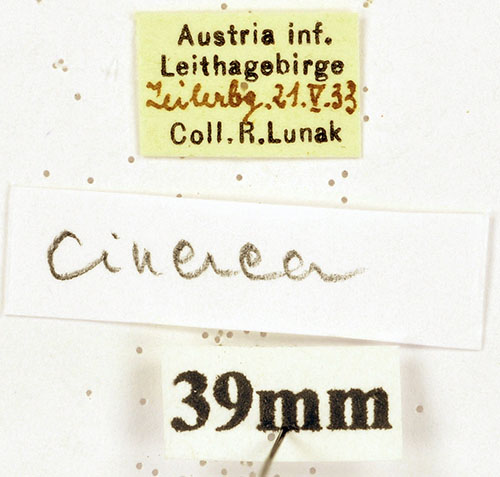 Austria inf.
Leithagebirge
Zeilerbg. 21.V.33
Coll. R. Lunak
cinerea
39mm